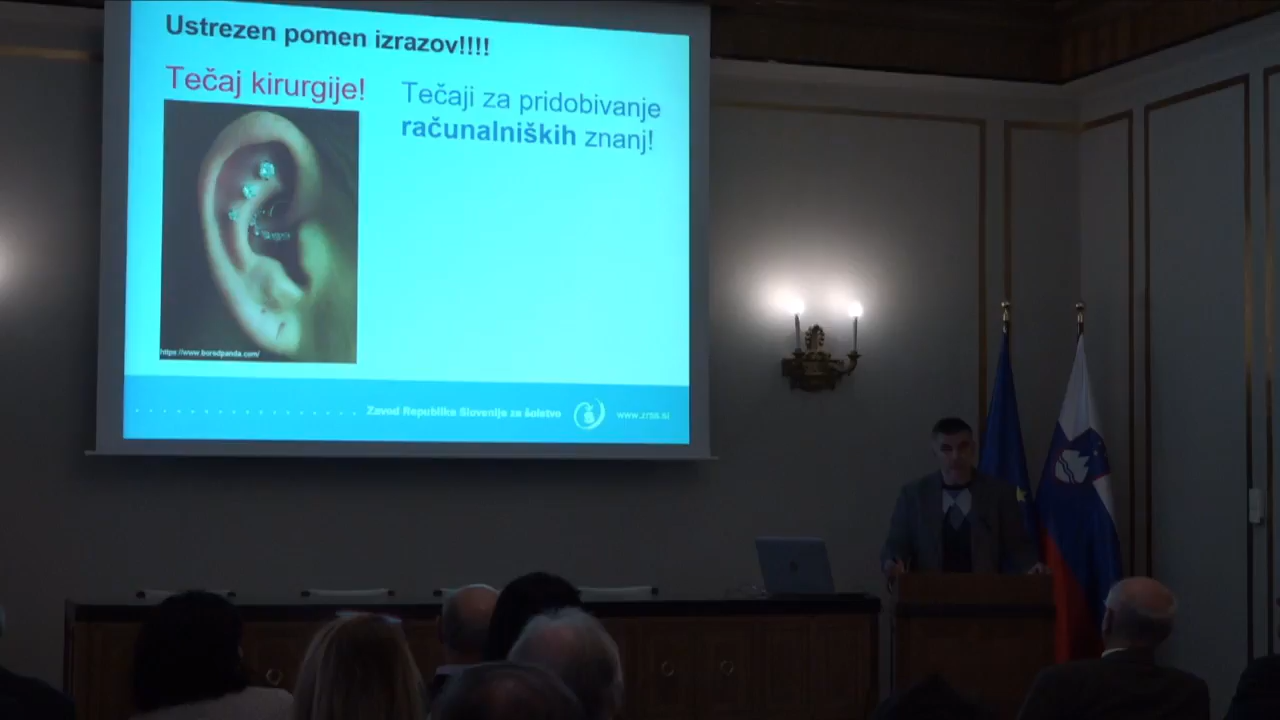 Ustrezen pomen izrazov!!!!
Tečaj kirurgije!
Tečaji za pridobivanje
računalniških znanj!
https://www.boredpanda.com/
Zavod Republike Slovenije za šolstvo
www.zrss.si